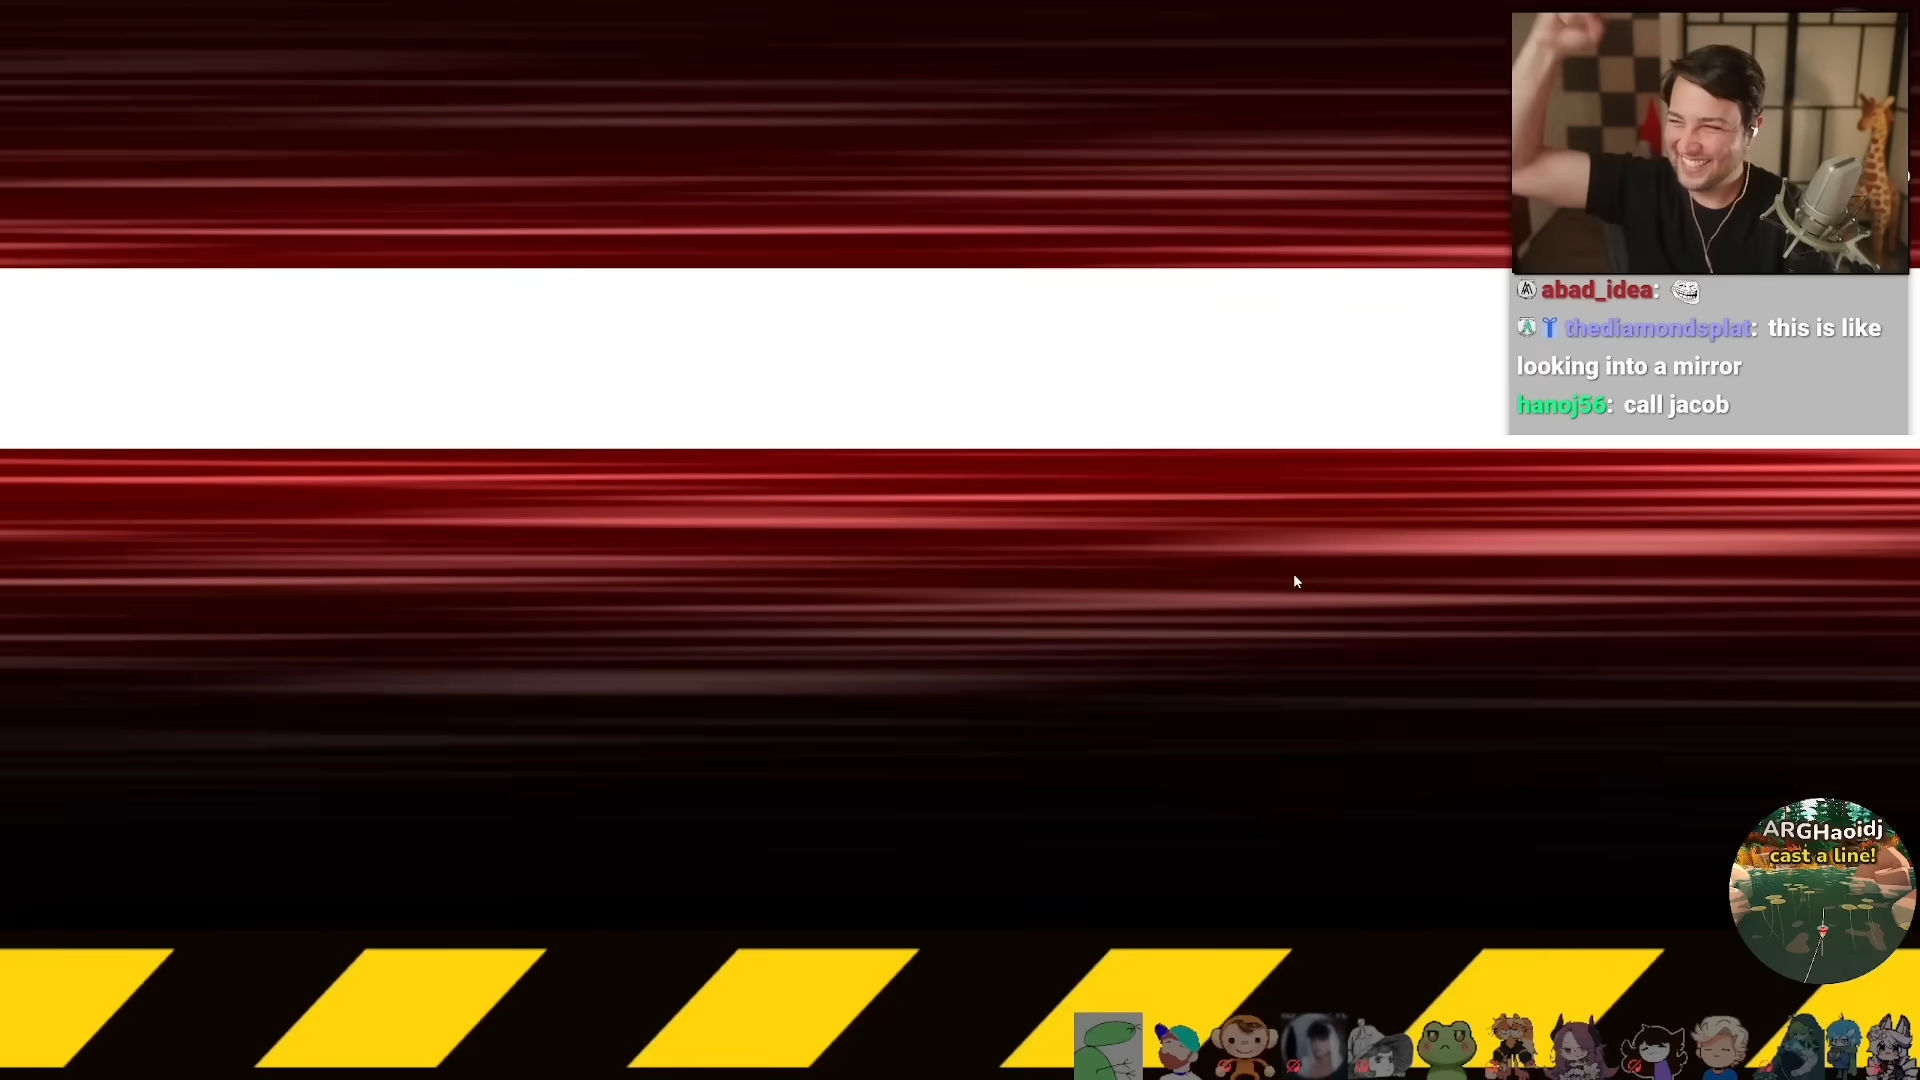 abad_idea:
thediamondsplat: this is like
looking into a mirror
hanoj56: call jacob
ARGHaoidj
cast a line!